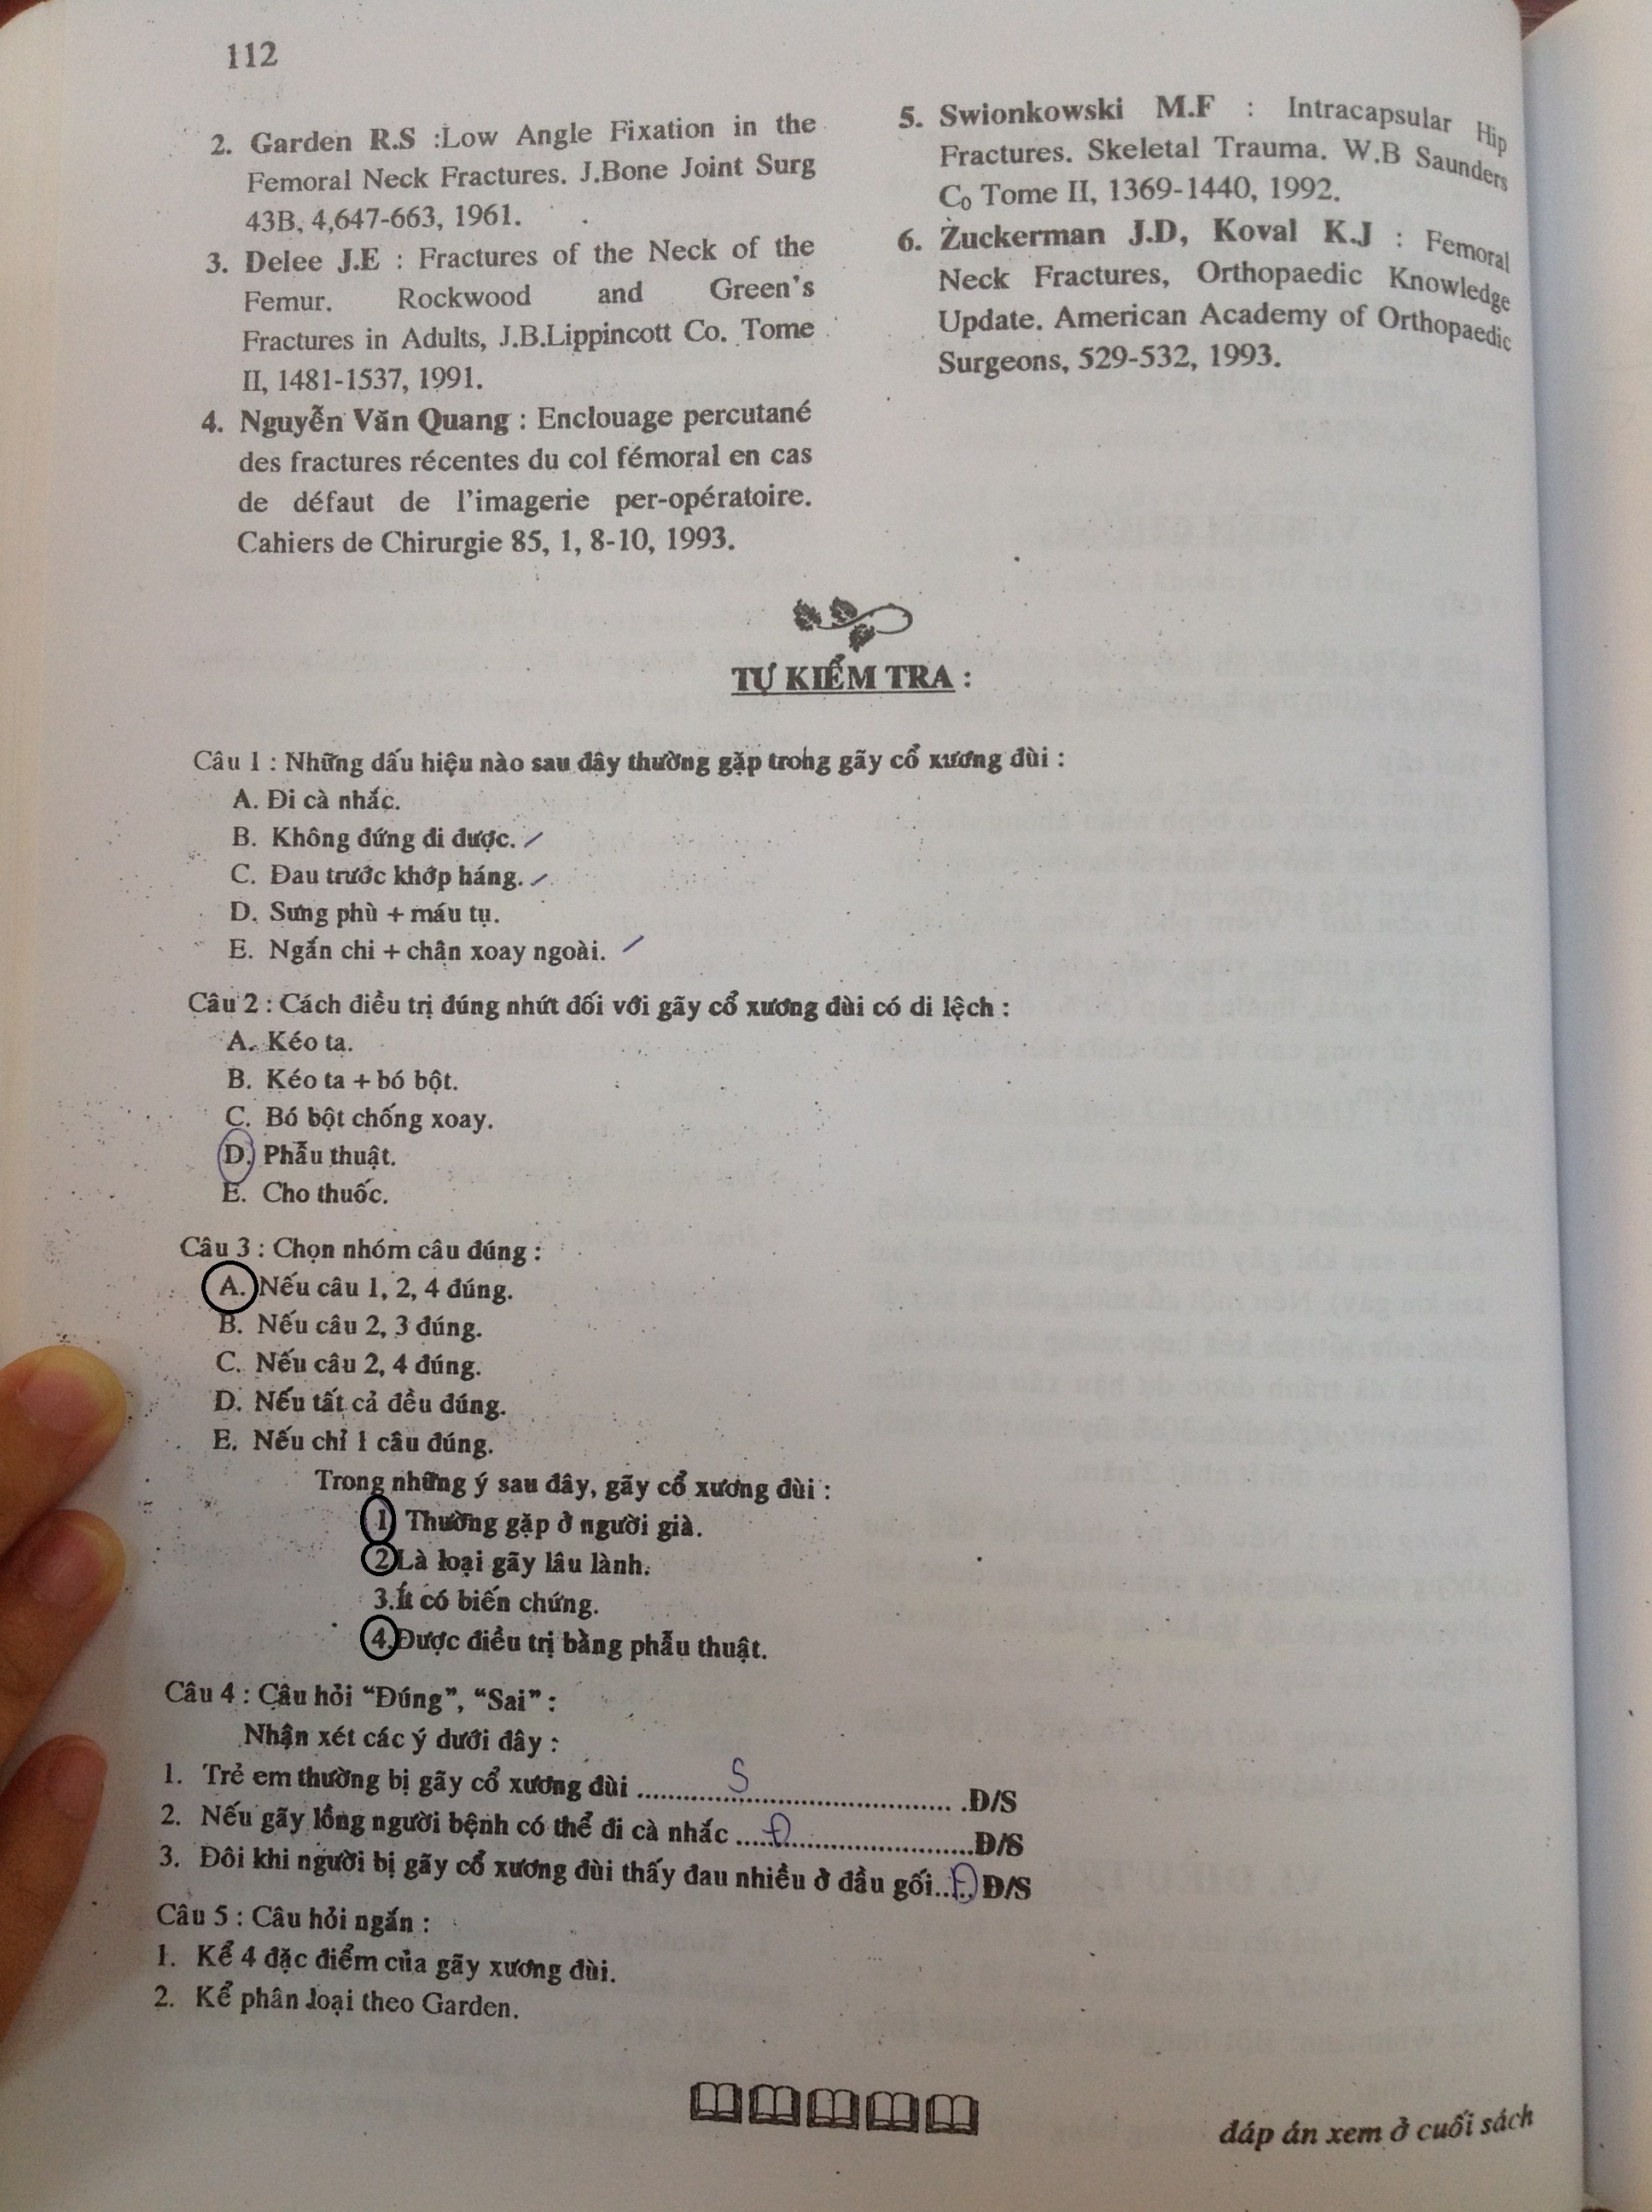 112
2. Garden R.S :Low Angle Fixation in the
Femoral Neck Fractures. J.Bone Joint Surg
43B, 4,647-663, 1961.
3. Delee J.E : Fractures of the Neck of the
Femur. Rockwood and Green's
Fractures in Adults, J.B.Lippincott Co. Tome
II, 1481-1537, 1991.
4. Nguyễn Văn Quang : Enclouage percutané
des fractures récentes du col fémoral en cas
de défaut de l'imagerie per-opératoire.
Cahiers de Chirurgie 85, 1, 8-10, 1993.
5. Swionkowski M.F : Intracapsular Hip
Fractures. Skeletal Trauma. W.B Saunders
Co Tome II, 1369-1440, 1992.
6. Zuckerman J.D, Koval K.J : Femoral
Neck Fractures, Orthopaedic Knowledge
Update. American Academy of Orthopaedic
Surgeons, 529-532, 1993.
TỰ KIỂM TRA :
Câu 1 : Những dấu hiệu nào sau đây thường gặp trong gãy cổ xương đùi :
A. Đi cà nhắc.
B. Không đứng đi được.
C. Đau trước khớp háng.
D. Sưng phù + máu tụ.
E. Ngắn chi + chân xoay ngoài.
Câu 2 : Cách điều trị đúng nhứt đối với gãy cổ xương đùi có di lệch :
A. Kéo tạ.
B. Kéo tạ + bó bột.
C. Bó bột chống xoay.
D. Phẫu thuật.
E. Cho thuốc.
Câu 3 : Chọn nhóm câu đúng :
A. Nếu câu 1, 2, 4 đúng.
B. Nếu câu 2, 3 đúng.
C. Nếu câu 2, 4 đúng.
D. Nếu tất cả đều đúng.
E. Nếu chỉ 1 câu đúng.
Trong những ý sau đây, gãy cổ xương đùi :
1 Thường gặp ở người già.
2 Là loại gãy lâu lành.
3.Ít có biến chứng.
4.Được điều trị bằng phẫu thuật.
Câu 4 : Câu hỏi “Đúng”, “Sai” :
Nhận xét các ý dưới đây :
1. Trẻ em thường bị gãy cổ xương đùi ......S...... .Đ/S
2. Nếu gãy lồng người bệnh có thể đi cà nhắc ....Đ......Đ/S
3. Đôi khi người bị gãy cổ xương đùi thấy đau nhiều ở đầu gối..Đ.. Đ/S
Câu 5 : Câu hỏi ngắn :
1. Kể 4 đặc điểm của gãy xương đùi.
2. Kể phân loại theo Garden.
đáp án xem ở cuối sách